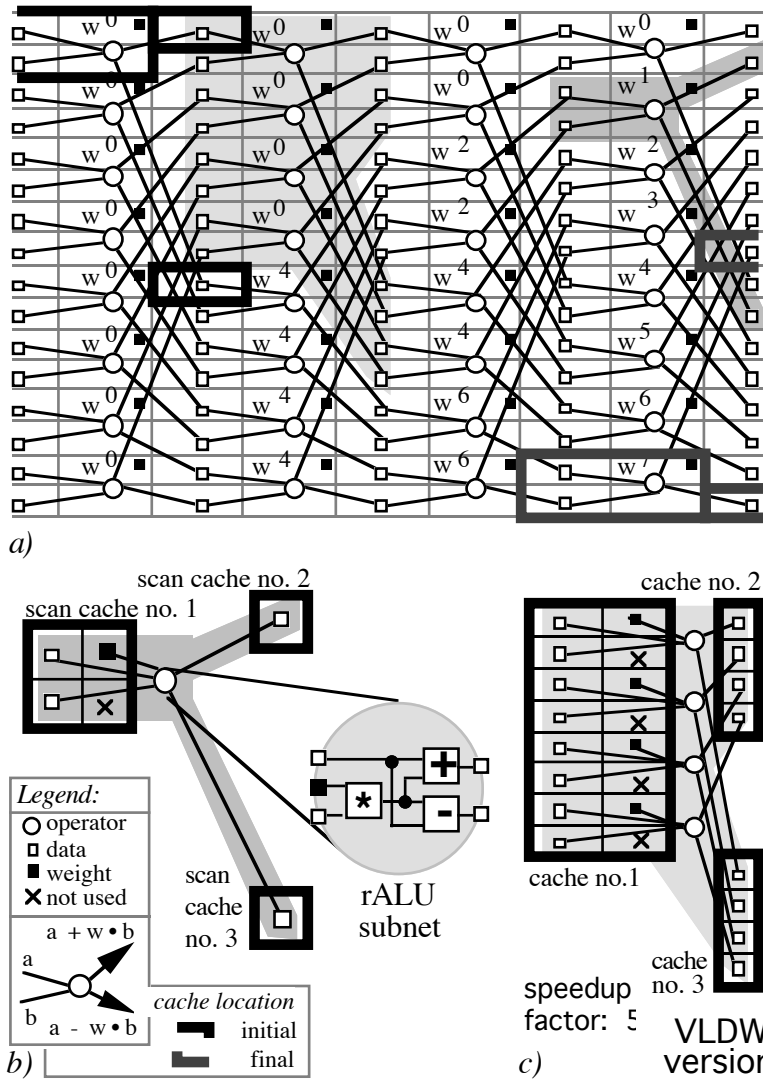 w0 w0 w0 w0
w0 w0 w0 w1
w0 w0 w2 w2
w0 w0 w2 w3
w0 w4 w4 w4
w0 w4 w4 w5
w0 w4 w6 w6
w0 w4 w6 w7
a)
scan cache no. 2
scan cache no. 1
+
*
-
rALU
subnet
scan
cache
no. 3
Legend:
operator
data
weight
not used
a + w • b
a
b
a - w • b
cache location
initial
final
b)
cache no. 2
cache no.1
cache
no. 3
speedup
factor:
VLDW
version
c)